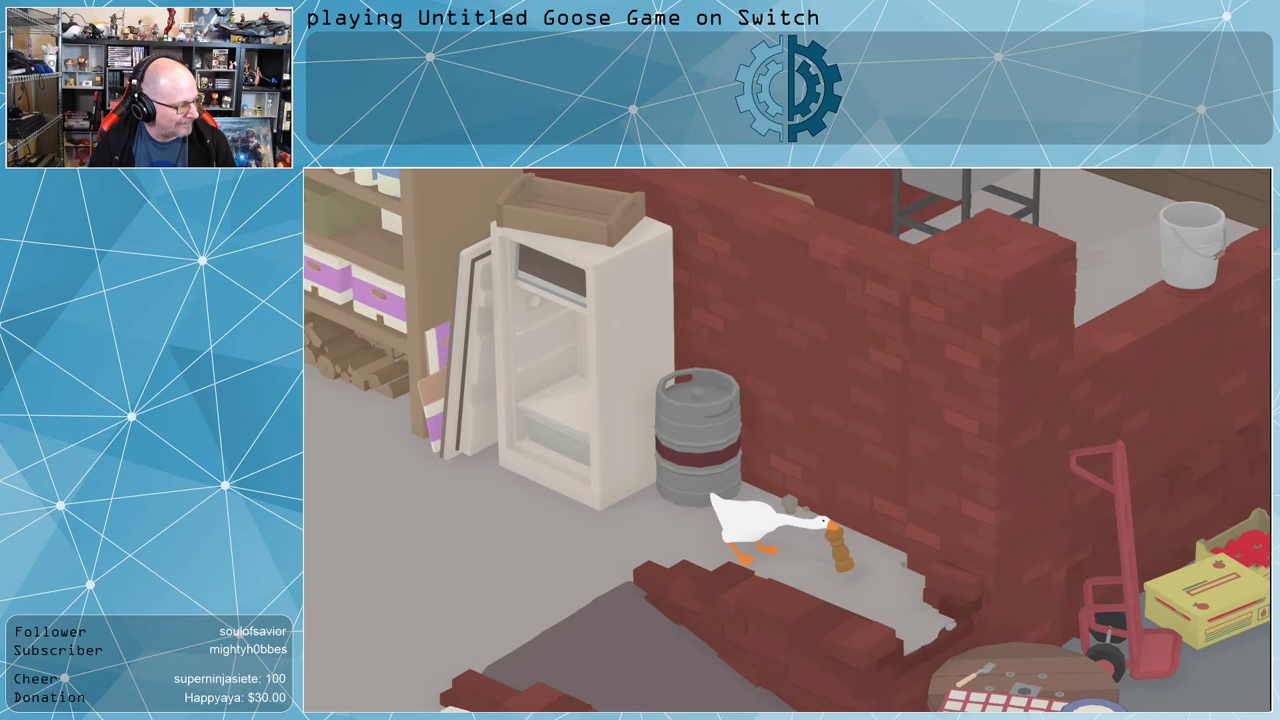 playing Untitled Goose Game on Switch
Follower soulofsavior
Subscriber mightyh0bbes
Cheer superninjasiete: 100
Donation Happyaya: $30.00